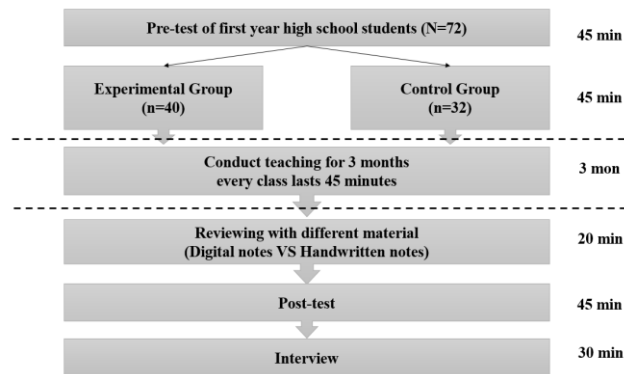 Pre-test of first year high school students (N=72)
45 min
Experimental Group
(n=40)
Control Group
(n=32)
45 min
Conduct teaching for 3 months
every class lasts 45 minutes
3 mon
Reviewing with different material
(Digital notes VS Handwritten notes)
20 min
Post-test
45 min
Interview
30 min